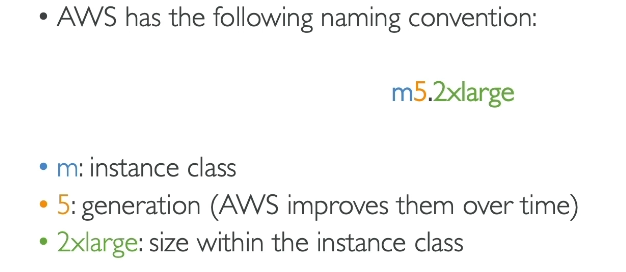 • AWS has the following naming convention:
m5.2xlarge
• m: instance class
• 5: generation (AWS improves them over time)
• 2xlarge: size within the instance class